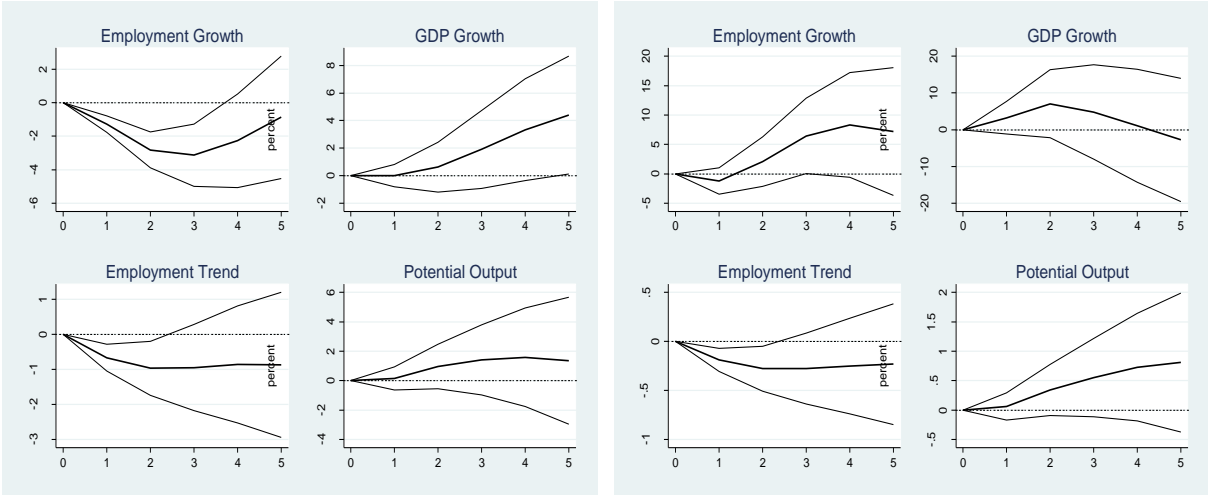 Employment Growth
2
0
-2
-4
-6
0 1 2 3 4 5
percent
GDP Growth
8
6
4
2
0
-2
0 1 2 3 4 5
Employment Trend
1
0
-1
-2
-3
0 1 2 3 4 5
percent
Potential Output
6
4
2
0
-2
-4
0 1 2 3 4 5
Employment Growth
20
15
10
5
0
-5
0 1 2 3 4 5
percent
GDP Growth
20
10
0
-10
-20
0 1 2 3 4 5
Employment Trend
.5
0
-.5
-1
0 1 2 3 4 5
percent
Potential Output
2
1.5
1
.5
0
-.5
0 1 2 3 4 5